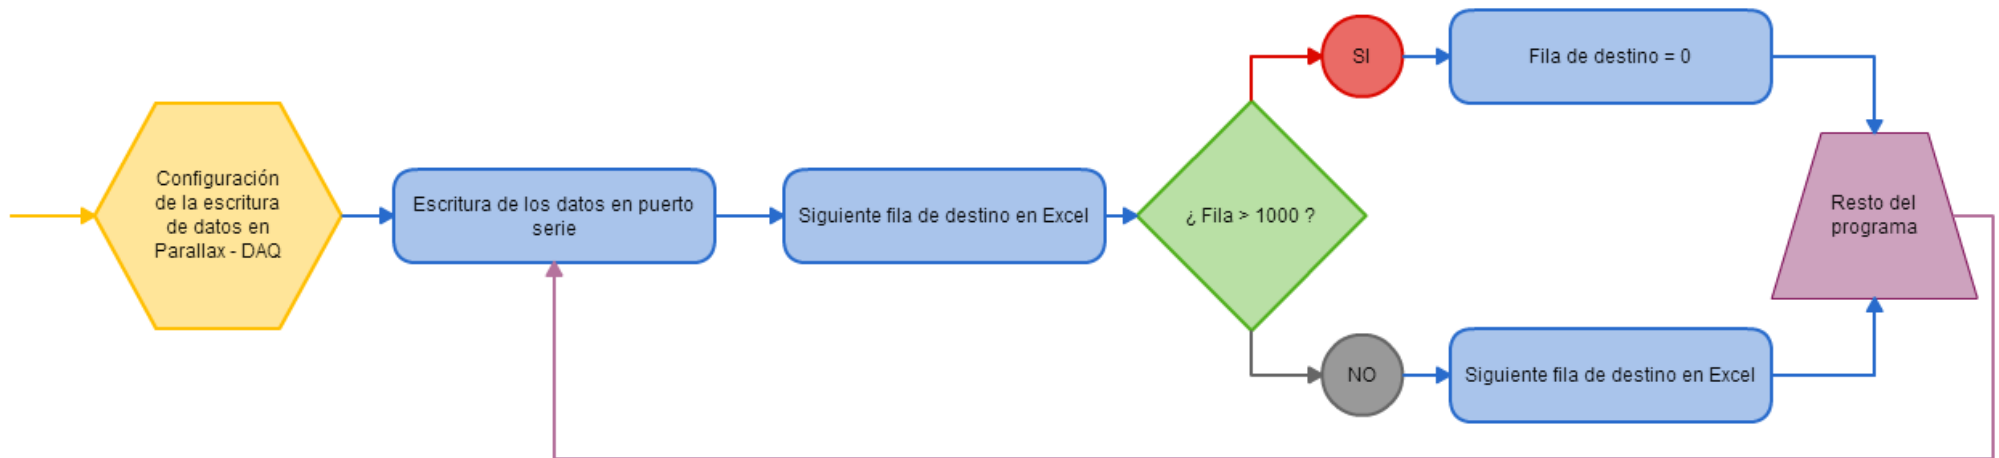 Configuración
de la escritura
de datos en
Parallax - DAQ
Escritura de los datos en puerto
serie
Siguiente fila de destino en Excel
¿ Fila > 1000 ?
SI
Fila de destino = 0
NO
Siguiente fila de destino en Excel
Resto del
programa